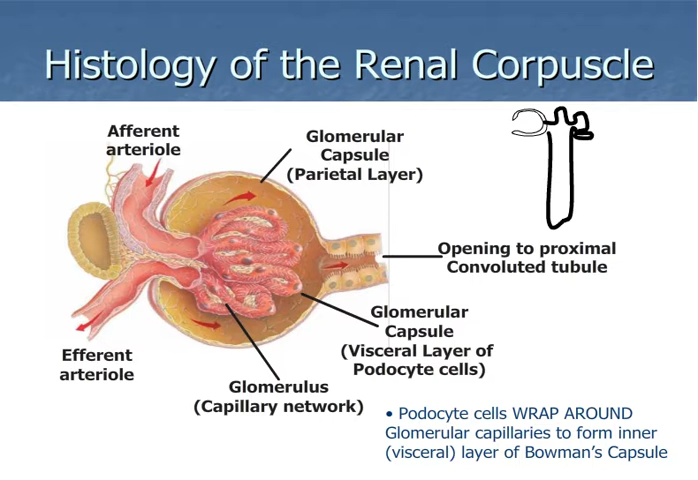 Histology of the Renal Corpuscle
Afferent
arteriole
Glomerular
Capsule
(Parietal Layer)
Opening to proximal
Convoluted tubule
Glomerular
Capsule
(Visceral Layer of
Podocyte cells)
Efferent
arteriole
Glomerulus
(Capillary network)
• Podocyte cells WRAP AROUND
Glomerular capillaries to form inner
(visceral) layer of Bowman’s Capsule